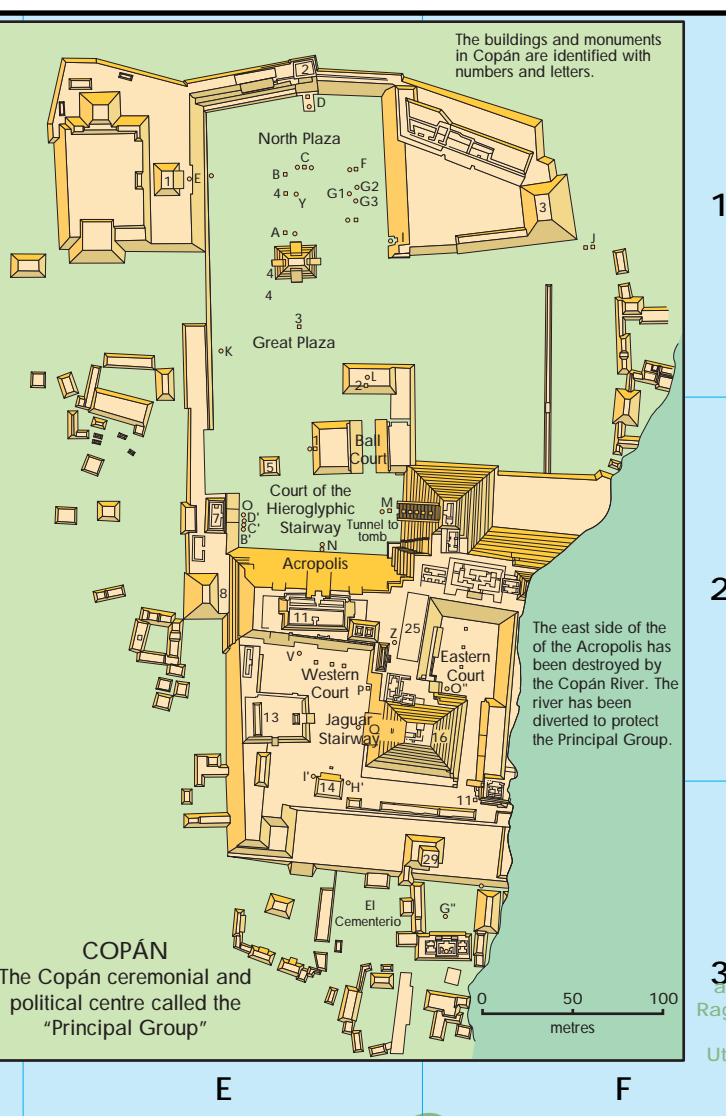 The buildings and monuments
in Copán are identified with
numbers and letters.
2
D
North Plaza
C
B
F
1
E
G2
4
G1
G3
Y
3
A
I
J
4
4
3
Great Plaza
K
L
2
1
Ball
Court
5
Court of the
Hieroglyphic
Stairway
O
D'
C'
B'
7
M
Tunnel to
tomb
N
Acropolis
8
11
25
Z
V
Western
Court
P
Eastern
Court
O"
The east side of the
of the Acropolis has
been destroyed by
the Copán River. The
river has been
diverted to protect
the Principal Group.
13
Jaguar
Stairway
Q
16
I'
14
H'
11
29
El
Cementerio
G"
COPÁN
The Copán ceremonial and
political centre called the
“Principal Group”
0 50 100
metres
1
2
3
Ut
E
F